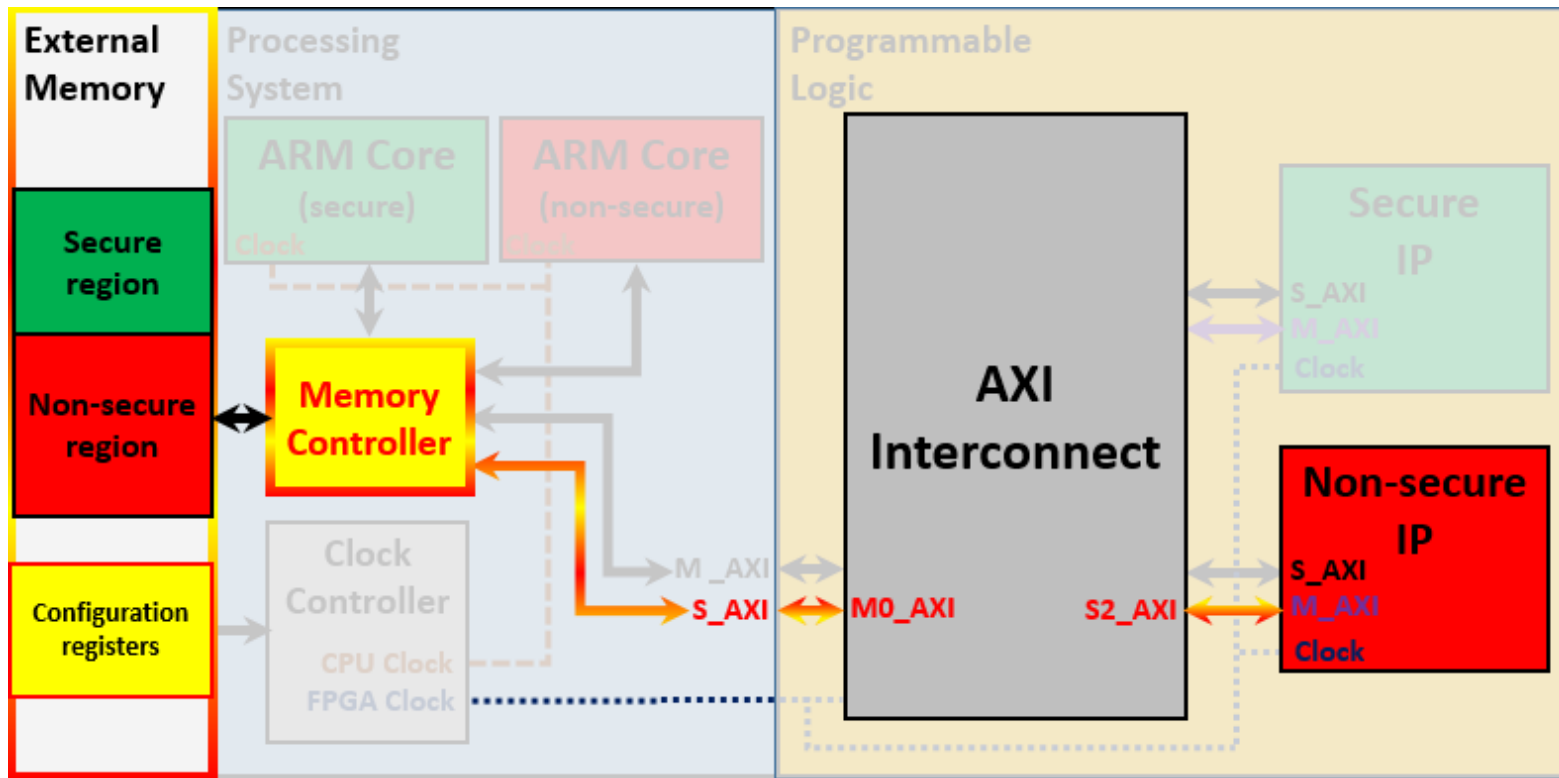 External
Memory
Processing
System
Programmable
Logic
ARM Core
(secure)
Clock
ARM Core
(non-secure)
Clock
Secure
region
Non-secure
region
Configuration
registers
Memory
Controller
Clock
Controller
CPU Clock
FPGA Clock
M _AXI
S_AXI
AXI
Interconnect
M0_AXI
S2_AXI
Secure
IP
S_AXI
M_AXI
Clock
Non-secure
IP
S_AXI
M_AXI
Clock